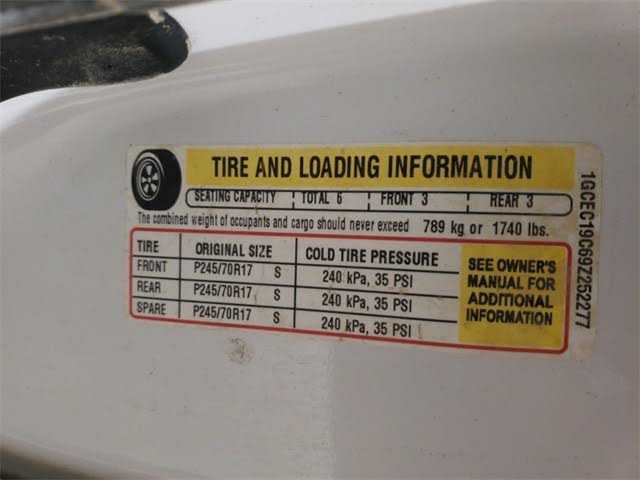 TIRE AND LOADING INFORMATION
SEATING CAPACITY TOTAL 6 FRONT 3 REAR 3
The combined weight of occupants and cargo should never exceed 789 kg or 1740 lbs.
TIRE ORIGINAL SIZE COLD TIRE PRESSURE
FRONT P245/70R17 S 240 kPa, 35 PSI
REAR P245/70R17 S 240 kPa, 35 PSI
SPARE P245/70R17 S 240 kPa, 35 PSI
SEE OWNER'S
MANUAL FOR
ADDITIONAL
INFORMATION
1GCEC19C69Z252277